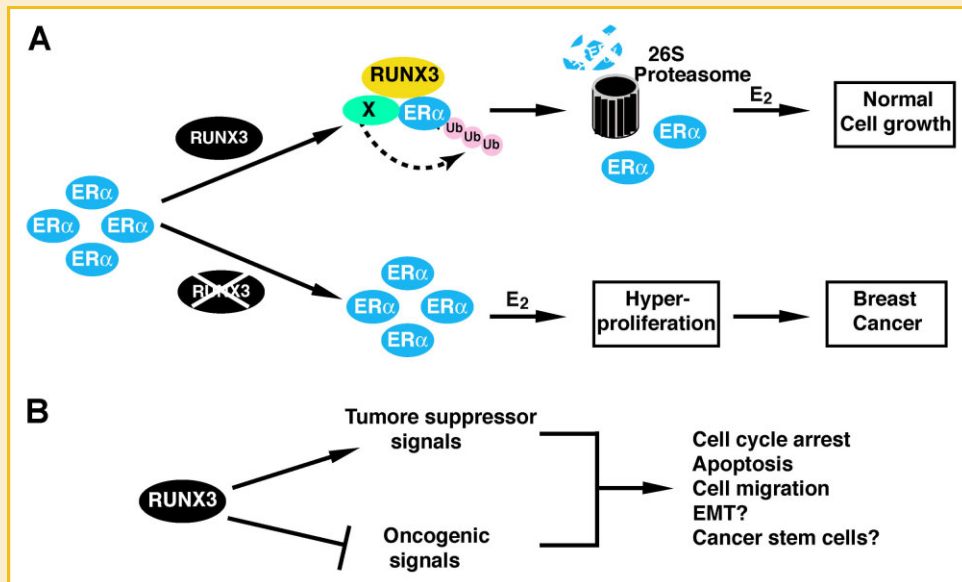 A
RUNX3
X
ERα
Ub
Ub
Ub
26S
Proteasome
ERα
ERα
E2
Normal
Cell growth
RUNX3
ERα
ERα
ERα
ERα
RUNX3
ERα
ERα
ERα
ERα
E2
Hyper-
proliferation
Breast
Cancer
B
RUNX3
Tumore suppressor
signals
Oncogenic
signals
Cell cycle arrest
Apoptosis
Cell migration
EMT?
Cancer stem cells?